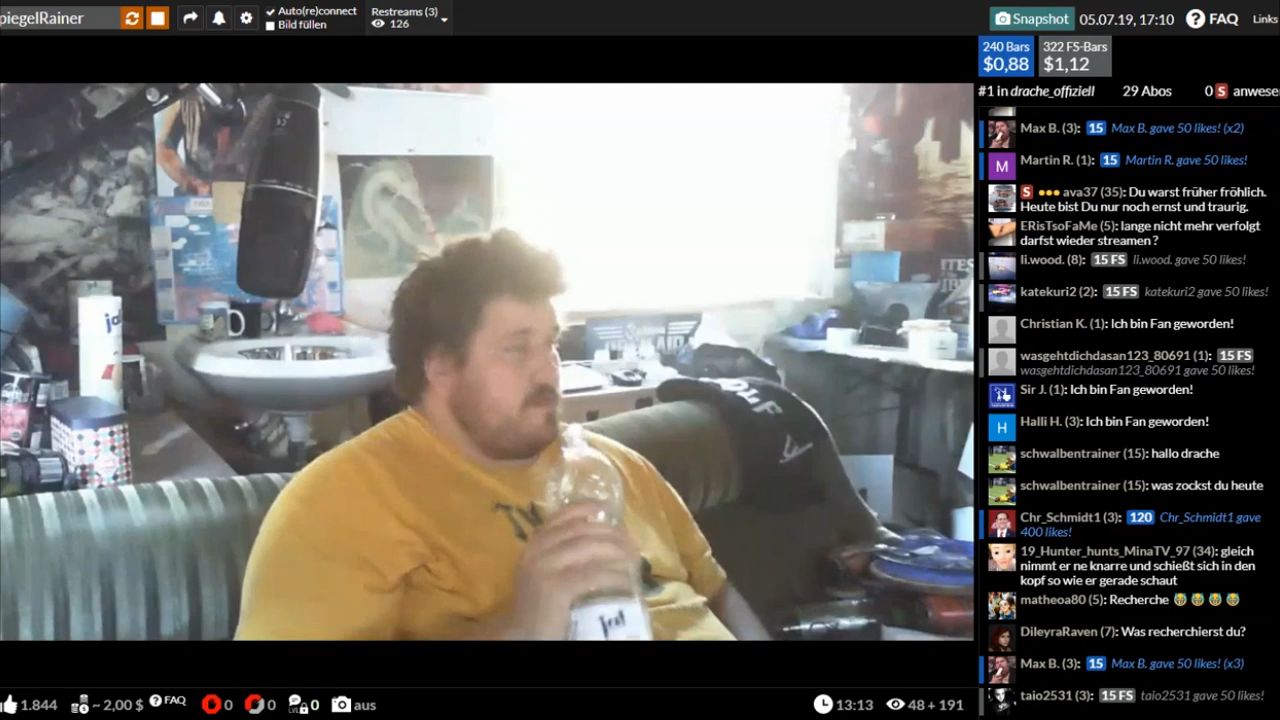 piegelRainer
Auto(re)connect
Bild füllen
Restreams (3)
126
Snapshot
05.07.19, 17:10
FAQ
Links
240 Bars
$0,88
322 FS-Bars
$1,12
#1 in drache_offiziell
29 Abos
0 S anwese
Max B. (3): 15 Max B. gave 50 likes! (x2)
M
Martin R. (1): 15 Martin R. gave 50 likes!
S ava37 (35): Du warst früher fröhlich.
Heute bist Du nur noch ernst und traurig.
ERisTsoFaMe (5): lange nicht mehr verfolgt
darfst wieder streamen ?
li.wood. (8): 15 FS li.wood. gave 50 likes!
katekuri2 (2): 15 FS katekuri2 gave 50 likes!
Christian K. (1): Ich bin Fan geworden!
wasgehtdichdasan123_80691 (1): 15 FS
wasgehtdichdasan123_80691 gave 50 likes!
Sir J. (1): Ich bin Fan geworden!
H
Halli H. (3): Ich bin Fan geworden!
schwalbentrainer (15): hallo drache
schwalbentrainer (15): was zockst du heute
Chr_Schmidt1 (3): 120 Chr_Schmidt1 gave
400 likes!
19_Hunter_hunts_MinaTV_97 (34): gleich
nimmt er ne knarre und schießt sich in den
kopf so wie er gerade schaut
matheoa80 (5): Recherche 😂 😂 😂 😂
DileyraRaven (7): Was recherchierst du?
Max B. (3): 15 Max B. gave 50 likes! (x3)
taio2531 (3): 15 FS taio2531 gave 50 likes!
ja!
1.844
~ 2,00 $
FAQ
0
0
0
aus
13:13
48 + 191